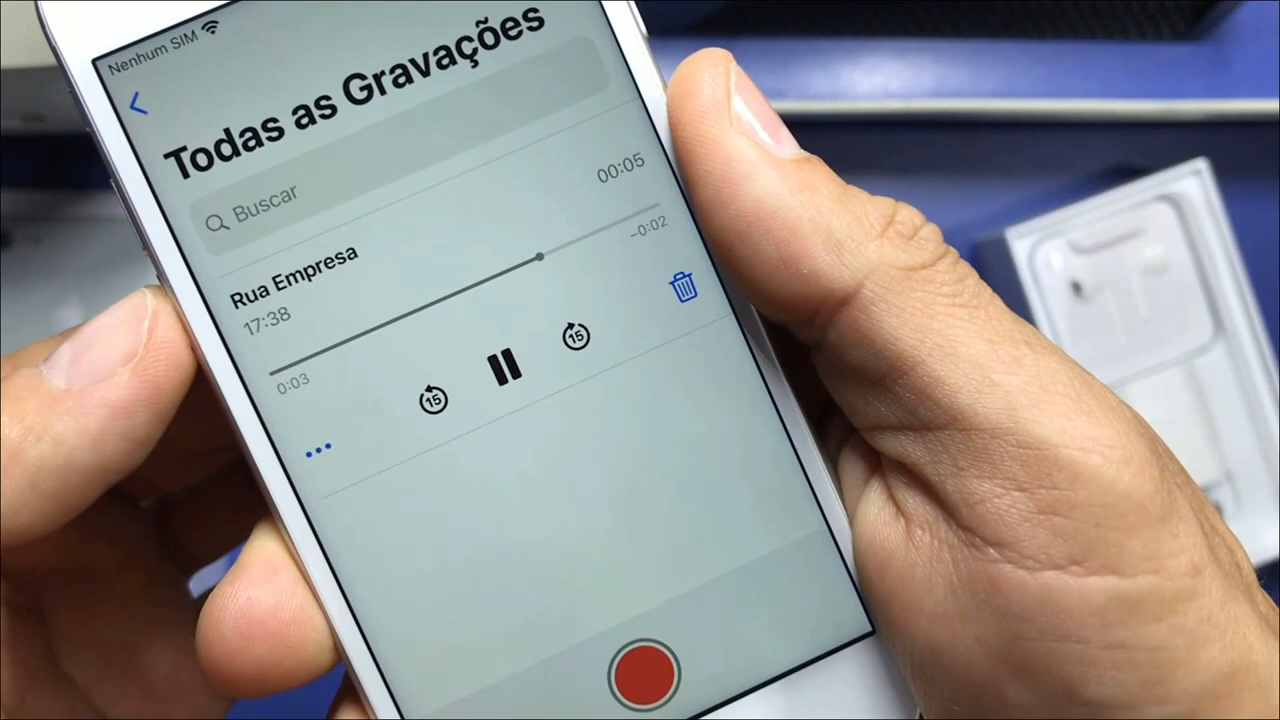 Nenhum SIM
Todas as Gravações
Buscar
Rua Empresa
17:38
00:05
0:03
-0:02
15
15